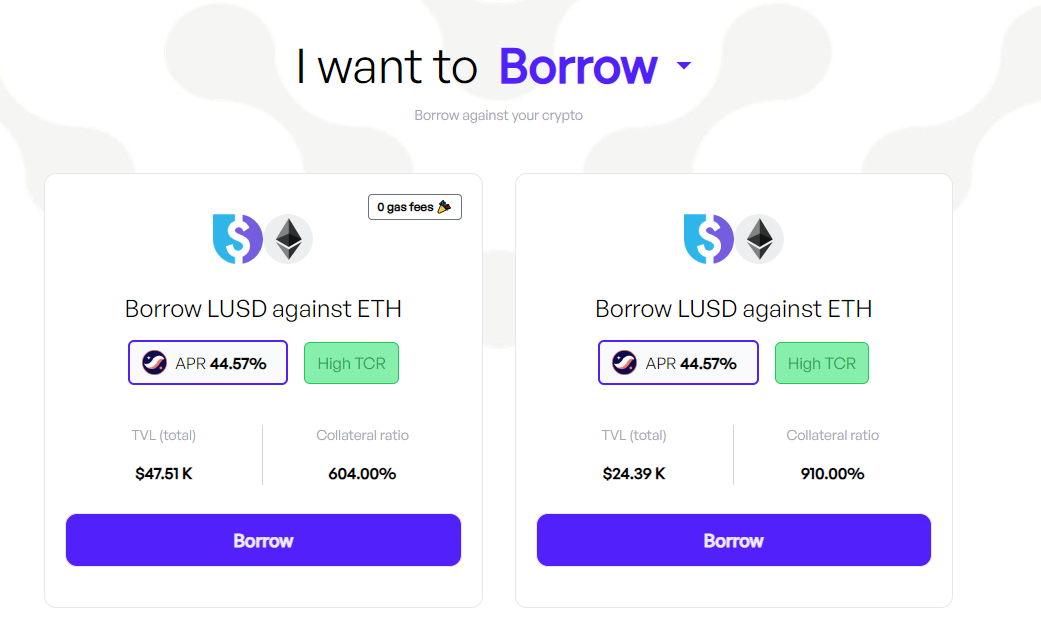 I want to Borrow
Borrow against your crypto
0 gas fees
Borrow LUSD against ETH
APR 44.57%
High TCR
TVL (total)
Collateral ratio
$47.51 K
604.00%
Borrow
Borrow LUSD against ETH
APR 44.57%
High TCR
TVL (total)
Collateral ratio
$24.39 K
910.00%
Borrow